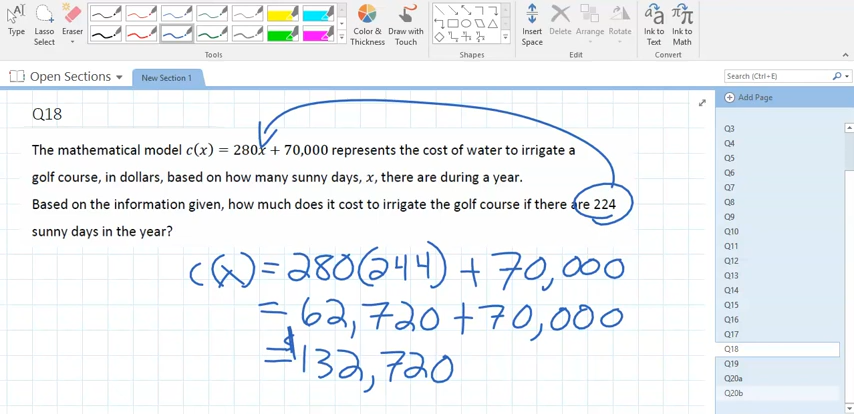 Type
Lasso
Select
Eraser
Color &
Thickness
Draw with
Touch
Insert
Space
Delete
Arrange
Rotate
Ink to
Text
Ink to
Math
Tools
Shapes
Edit
Convert
Open Sections
New Section 1
Search (Ctrl+E)
Q18
The mathematical model c(x) = 280x + 70,000 represents the cost of water to irrigate a
golf course, in dollars, based on how many sunny days, x, there are during a year.
Based on the information given, how much does it cost to irrigate the golf course if there are 224
sunny days in the year?
c(x) = 280(244) + 70,000
= 62,720 + 70,000
= $132,720
Add Page
Q3
Q4
Q5
Q6
Q7
Q8
Q9
Q10
Q11
Q12
Q13
Q14
Q15
Q16
Q17
Q18
Q19
Q20a
Q20b